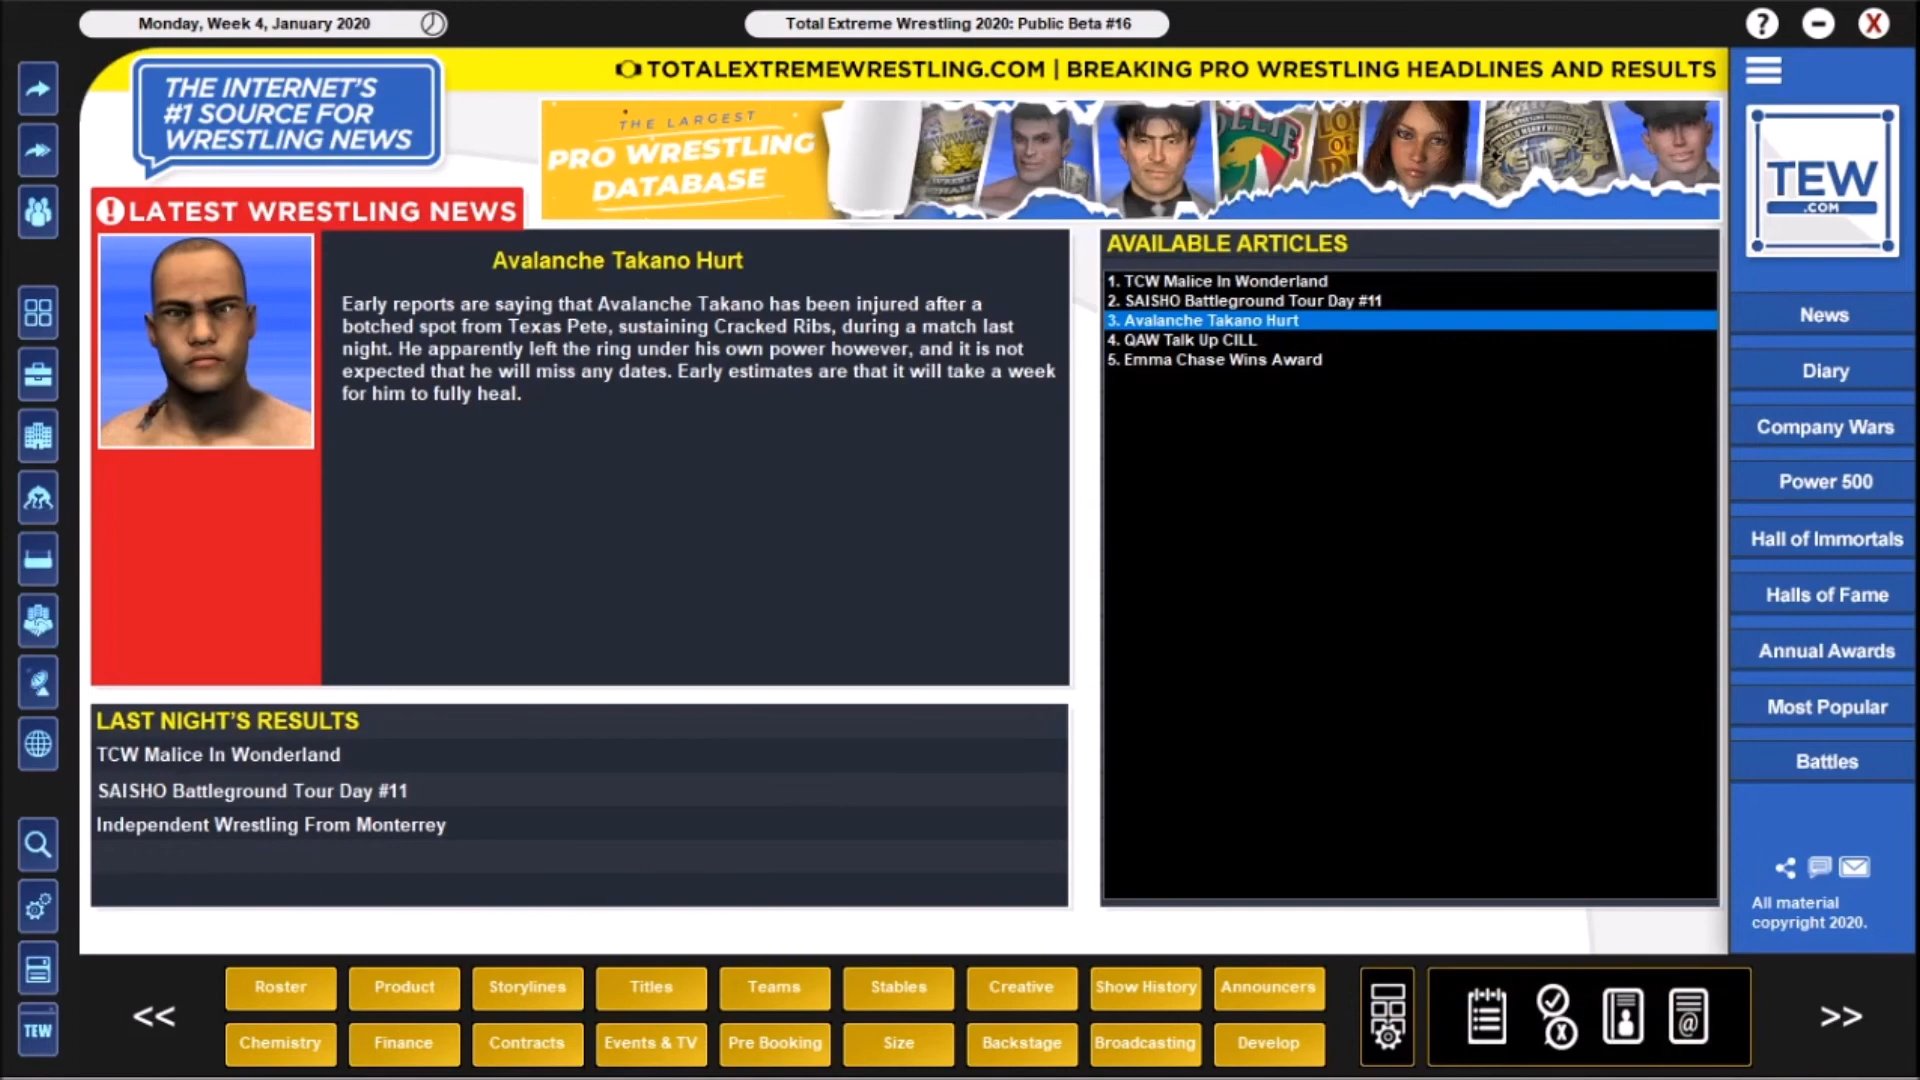 Monday, Week 4, January 2020
Total Extreme Wrestling 2020: Public Beta #16
? – X
THE INTERNET'S
#1 SOURCE FOR
WRESTLING NEWS
TOTALEXTREMEWRESTLING.COM | BREAKING PRO WRESTLING HEADLINES AND RESULTS
THE LARGEST
PRO WRESTLING
DATABASE
TEW
.COM
! LATEST WRESTLING NEWS
Avalanche Takano Hurt
Early reports are saying that Avalanche Takano has been injured after a
botched spot from Texas Pete, sustaining Cracked Ribs, during a match last
night. He apparently left the ring under his own power however, and it is not
expected that he will miss any dates. Early estimates are that it will take a week
for him to fully heal.
AVAILABLE ARTICLES
1. TCW Malice In Wonderland
2. SAISHO Battleground Tour Day #11
3. Avalanche Takano Hurt
4. QAW Talk Up CILL
5. Emma Chase Wins Award
LAST NIGHT'S RESULTS
TCW Malice In Wonderland
SAISHO Battleground Tour Day #11
Independent Wrestling From Monterrey
News
Diary
Company Wars
Power 500
Hall of Immortals
Halls of Fame
Annual Awards
Most Popular
Battles
All material
copyright 2020.
TEW
<<
Roster
Product
Storylines
Titles
Teams
Stables
Creative
Show History
Announcers
Chemistry
Finance
Contracts
Events & TV
Pre Booking
Size
Backstage
Broadcasting
Develop
>>